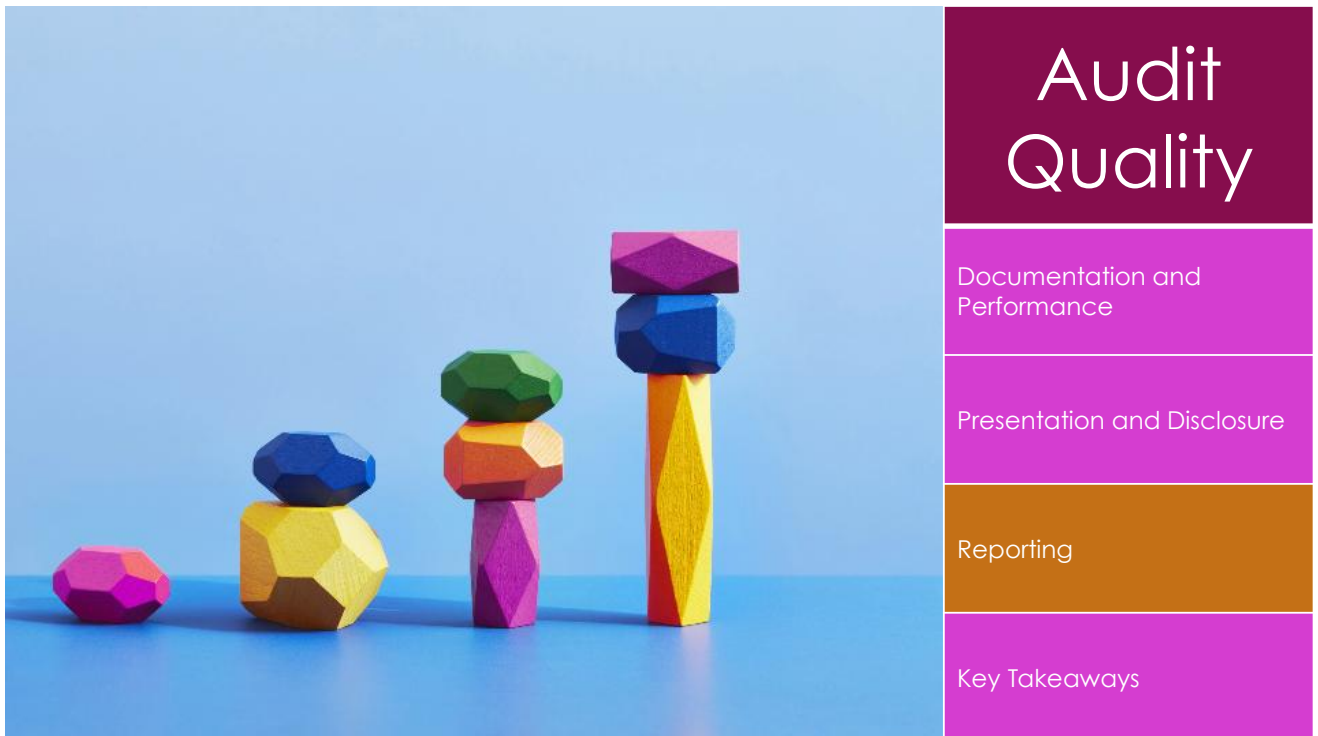 Audit
Quality
Documentation and
Performance
Presentation and Disclosure
Reporting
Key Takeaways